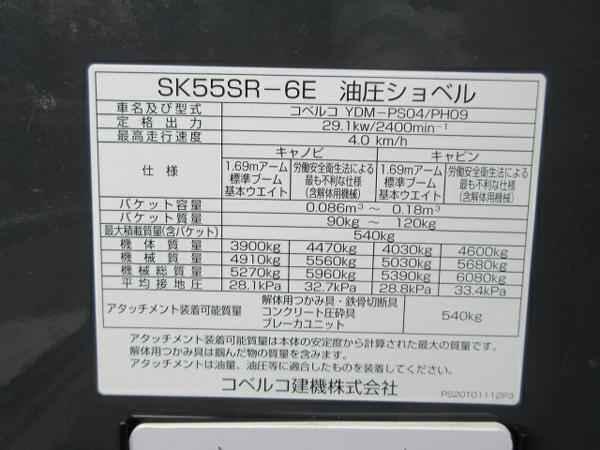 SK55SR-6E 油圧ショベル
車名及び型式 コベルコ YDM-PS04/PH09
定格出力 29.1kw/2400min⁻¹
最高走行速度 4.0 km/h
仕様 キャノピ キャビン
1.69mアーム 標準ブーム 基本ウエイト 労働安全衛生法による 最も不利な仕様 (含解体用機械) 1.69mアーム 標準ブーム 基本ウエイト 労働安全衛生法による 最も不利な仕様 (含解体用機械)
バケット容量 0.086m³ ~ 0.18m³
バケット質量 90kg ~ 120kg
最大積載質量(含バケット) 540kg
機体質量 3900kg 4470kg 4030kg 4600kg
機械質量 4910kg 5560kg 5030kg 5680kg
機械総質量 5270kg 5960kg 5390kg 6080kg
平均接地圧 28.1kPa 32.7kPa 28.8kPa 33.4kPa
アタッチメント装着可能質量 解体用つかみ具・鉄骨切断具 コンクリート圧砕具 ブレーカユニット 540kg
アタッチメント装着可能質量は本体の安定度から計算された最大の質量です。
解体用つかみ具は掴んだ物の質量を含みます。
アタッチメントは油量、油圧等に適合したものを装着してください。
コベルコ建機株式会社
PS20T01112P3